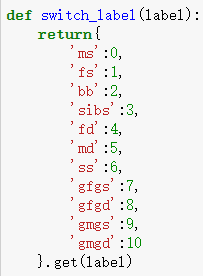 def switch_label(label):
    return{
        'ms':0,
        'fs':1,
        'bb':2,
        'sibs':3,
        'fd':4,
        'md':5,
        'ss':6,
        'gfgs':7,
        'gfgd':8,
        'gmgs':9,
        'gmgd':10
    }.get(label)